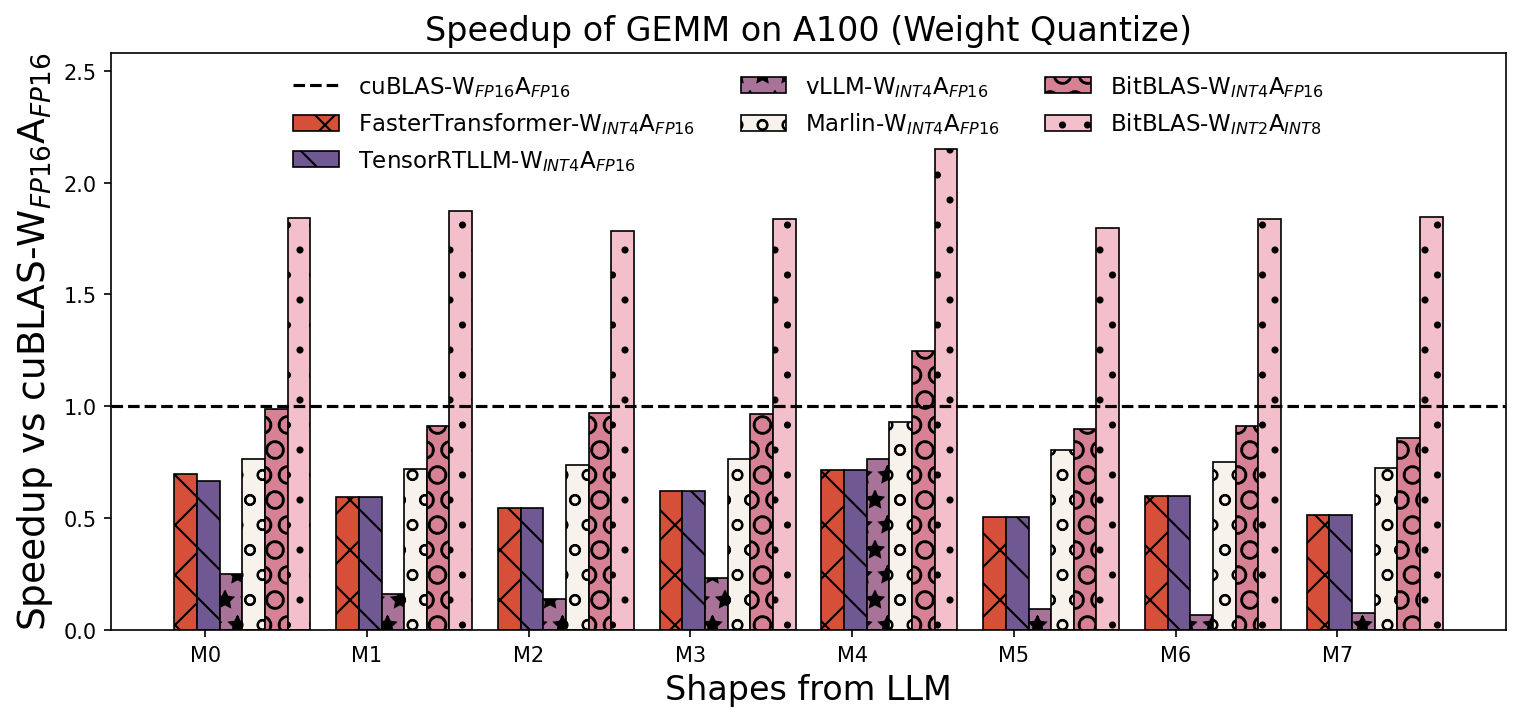 Speedup of GEMM on A100 (Weight Quantize)
Speedup vs cuBLAS-W_FP16A_FP16
2.5
2.0
1.5
1.0
0.5
0.0
cuBLAS-W_FP16A_FP16
FasterTransformer-W_INT4A_FP16
TensorRTLLM-W_INT4A_FP16
vLLM-W_INT4A_FP16
Marlin-W_INT4A_FP16
BitBLAS-W_INT4A_FP16
BitBLAS-W_INT2A_INT8
M0 M1 M2 M3 M4 M5 M6 M7
Shapes from LLM